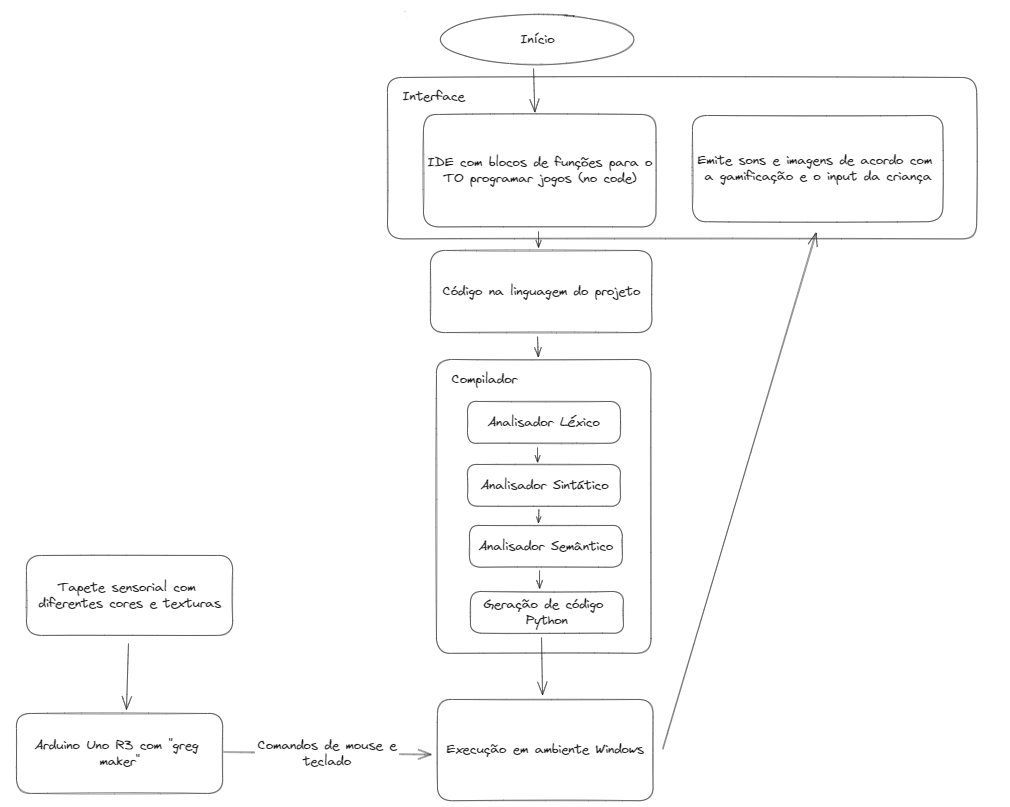 Início
Interface
IDE com blocos de funções para o
TO programar jogos (no code)
Emite sons e imagens de acordo com
a gamificação e o input da criança
Código na linguagem do projeto
Compilador
Analisador Léxico
Analisador Sintático
Analisador Semântico
Geração de código
Python
Tapete sensorial com
diferentes cores e texturas
Arduino Uno R3 com "greg
maker"
Comandos de mouse e
teclado
Execução em ambiente Windows